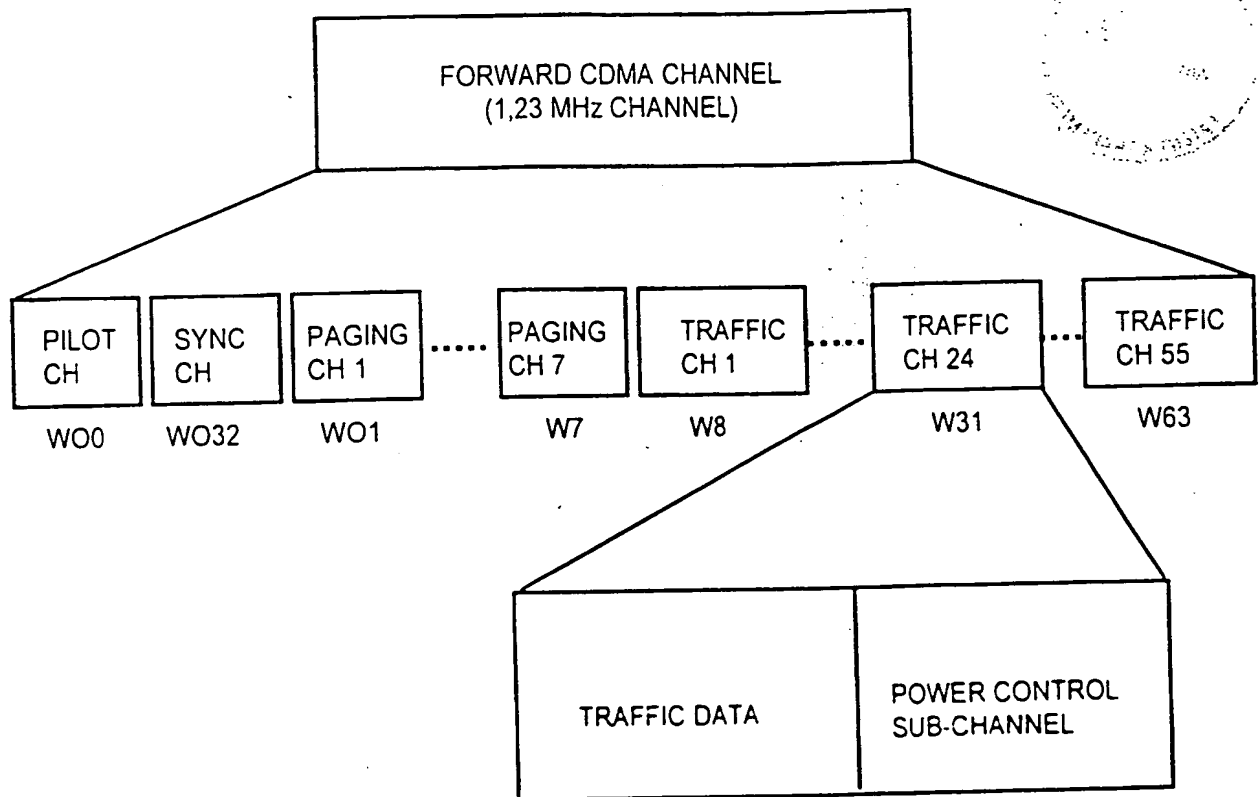 FORWARD CDMA CHANNEL
(1,23 MHz CHANNEL)
PILOT
CH
SYNC
CH
PAGING
CH 1
.....
PAGING
CH 7
TRAFFIC
CH 1
.....
TRAFFIC
CH 24
....
TRAFFIC
CH 55
WO0
WO32
WO1
W7
W8
W31
W63
TRAFFIC DATA
POWER CONTROL
SUB-CHANNEL